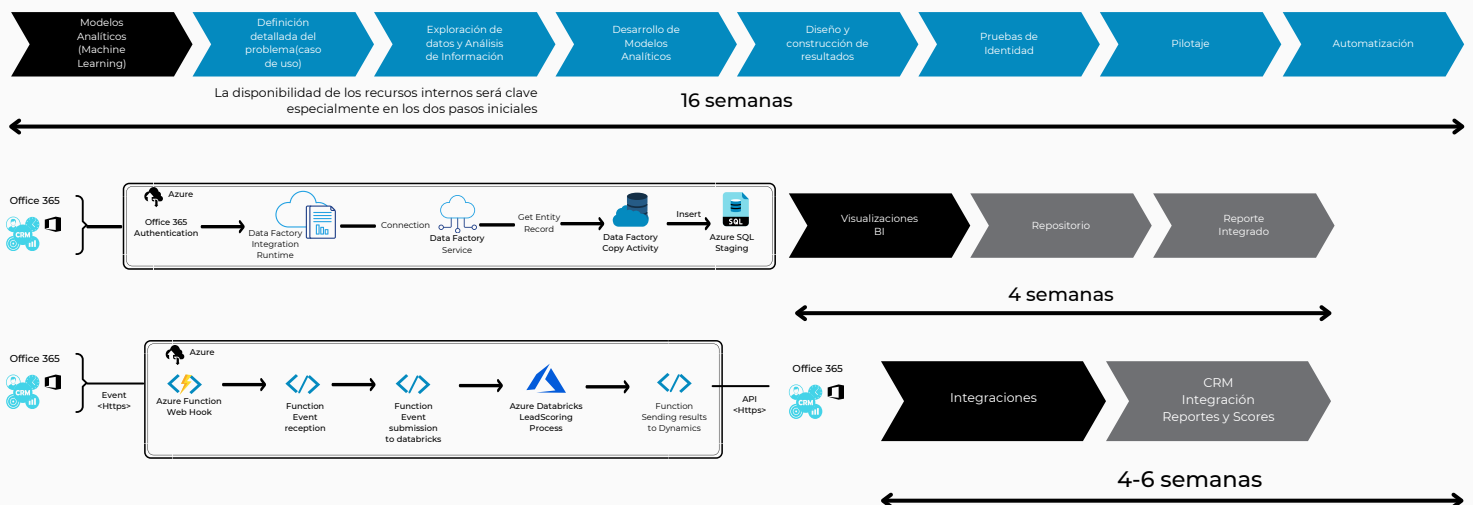 Modelos
Analíticos
(Machine
Learning)
Definición
detallada del
problema(caso
de uso)
Exploración de
datos y Análisis
de Información
Desarrollo de
Modelos
Analíticos
Diseño y
construcción de
resultados
Pruebas de
Identidad
Pilotaje
Automatización
La disponibilidad de los recursos internos será clave
especialmente en los dos pasos iniciales
16 semanas
Office 365
CRM
Azure
Office 365
Authentication
Data Factory
Integration
Runtime
Connection
Data Factory
Service
Get Entity
Record
Data Factory
Copy Activity
Insert
SQL
Azure SQL
Staging
Visualizaciones
BI
Repositorio
Reporte
Integrado
4 semanas
Office 365
CRM
Event
<Https>
Azure
Azure Function
Web Hook
Function
Event
reception
Function
Event
submission
to databricks
Azure Databricks
LeadScoring
Process
Function
Sending results
to Dynamics
API
<Https>
Office 365
CRM
Integraciones
CRM
Integración
Reportes y Scores
4-6 semanas